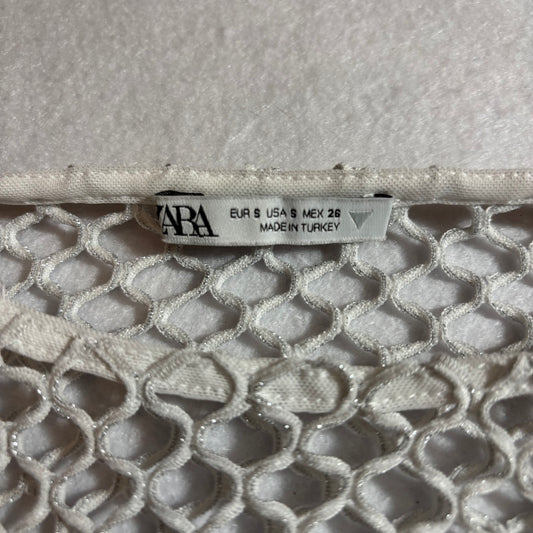 ZARA
EUR S USA S MEX 26
MADE IN TURKEY